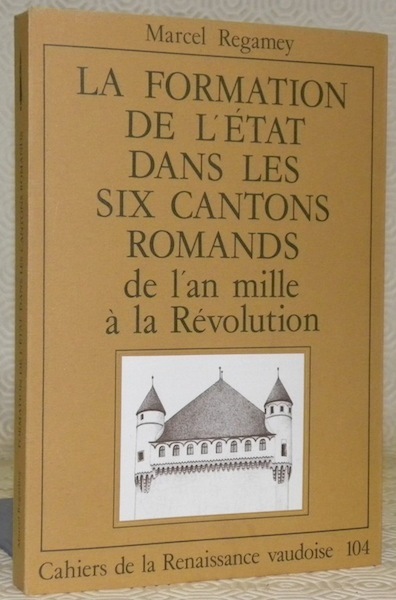 Marcel Regamey
LA FORMATION
DE L'ÉTAT
DANS LES
SIX CANTONS
ROMANDS
de l'an mille
à la Révolution
Cahiers de la Renaissance vaudoise 104